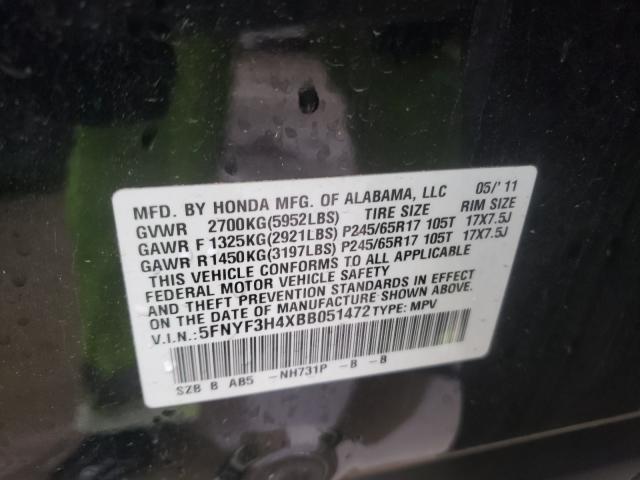 MFD. BY HONDA MFG. OF ALABAMA, LLC 05/'11
GVWR 2700KG(5952LBS) TIRE SIZE RIM SIZE
GAWR F 1325KG(2921LBS) P245/65R17 105T 17X7.5J
GAWR R 1450KG(3197LBS) P245/65R17 105T 17X7.5J
THIS VEHICLE CONFORMS TO ALL APPLICABLE
FEDERAL MOTOR VEHICLE SAFETY
AND THEFT PREVENTION STANDARDS IN EFFECT
ON THE DATE OF MANUFACTURE SHOWN ABOVE.
V.I.N.: 5FNYF3H4XBB051472 TYPE: MPV
SZB B AB5 -NH731P -B -B